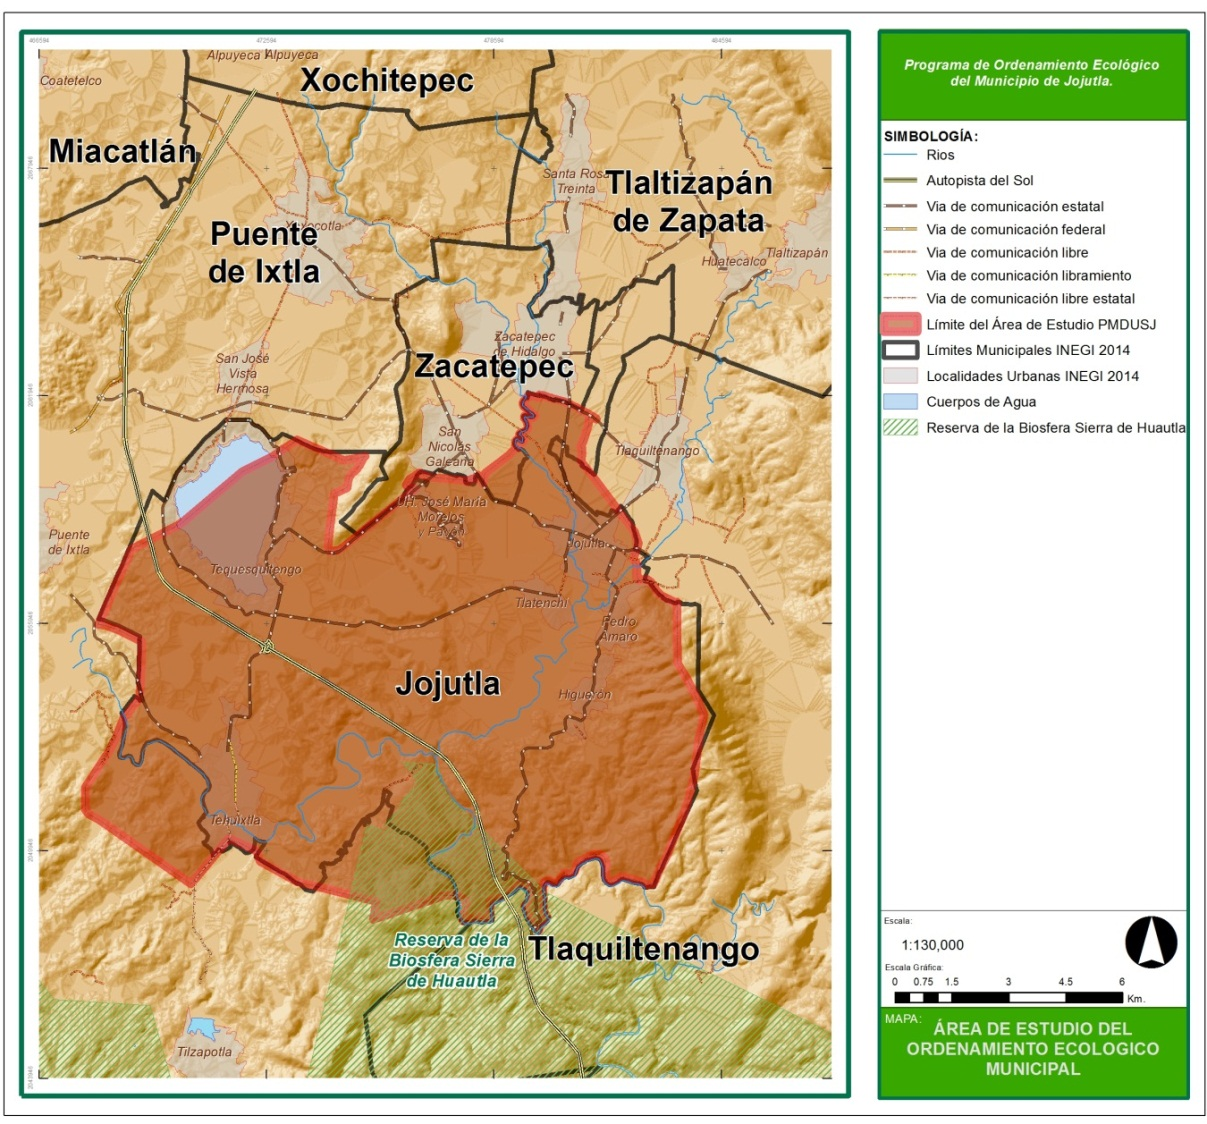 460594
472594
478594
484594
Alpuyeca
Alpuyeca
Xochitepec
Coatetelco
Miacatlán
Santa Rosa
Treinta
Tlaltizapán
de Zapata
Puente
de Ixtla
Xoxocotla
Tlaltizapán
Huatecalco
Zacatepec
de Hidalgo
San José
Vista
Hermosa
Zacatepec
San
Nicolás
Galeana
Tlaquiltenango
U.H. José María
Morelos
y Pavón
Puente
de Ixtla
Jojutla
Tequesquitengo
Tlatenchi
Pedro
Amaro
Jojutla
Higuerón
Tehuixtla
Reserva de la
Biosfera Sierra
de Huautla
Tlaquiltenango
Tilzapotla
Programa de Ordenamiento Ecológico
del Municipio de Jojutla.
SIMBOLOGÍA:
Rios
Autopista del Sol
Via de comunicación estatal
Via de comunicación federal
Via de comunicación libre
Via de comunicación libramiento
Via de comunicación libre estatal
Límite del Área de Estudio PMDUSJ
Límites Municipales INEGI 2014
Localidades Urbanas INEGI 2014
Cuerpos de Agua
Reserva de la Biosfera Sierra de Huautla
Escala:
1:130,000
Escala Gráfica:
0 0.75 1.5 3 4.5 6
Km.
MAPA:
ÁREA DE ESTUDIO DEL
ORDENAMIENTO ECOLOGICO
MUNICIPAL